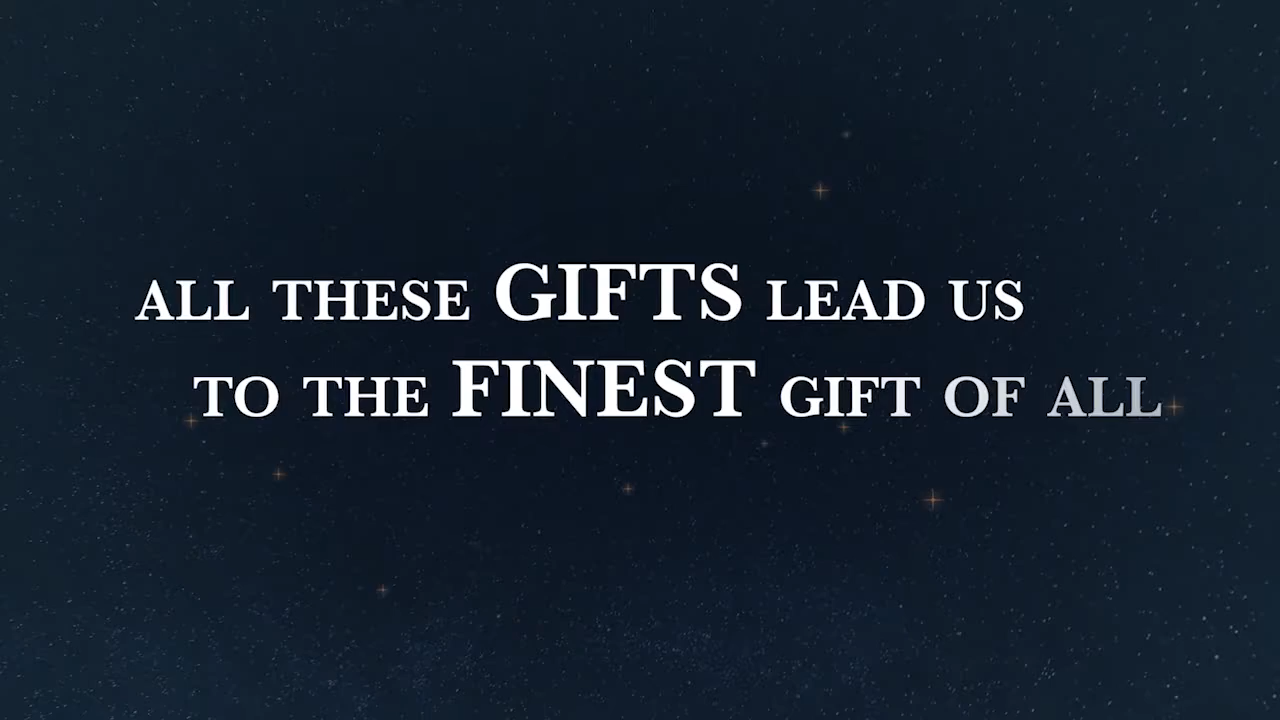 ALL THESE GIFTS LEAD US
TO THE FINEST GIFT OF ALL